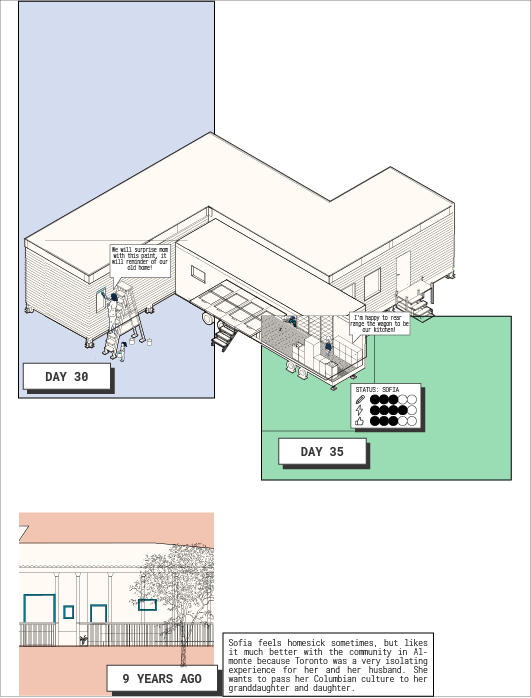 We will surprise mom
with this paint, it
will reminder of our
old home!
I'm happy to rear
range the wagon to be
our kitchen!
DAY 30
STATUS: SOFIA
DAY 35
9 YEARS AGO
Sofia feels homesick sometimes, but likes
it much better with the community in Al-
monte because Toronto was a very isolating
experience for her and her husband. She
wants to pass her Columbian culture to her
granddaughter and daughter.